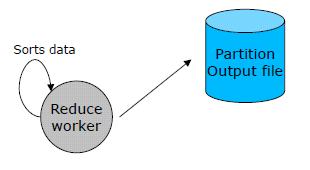 Sorts data
Reduce
worker
Partition
Output file